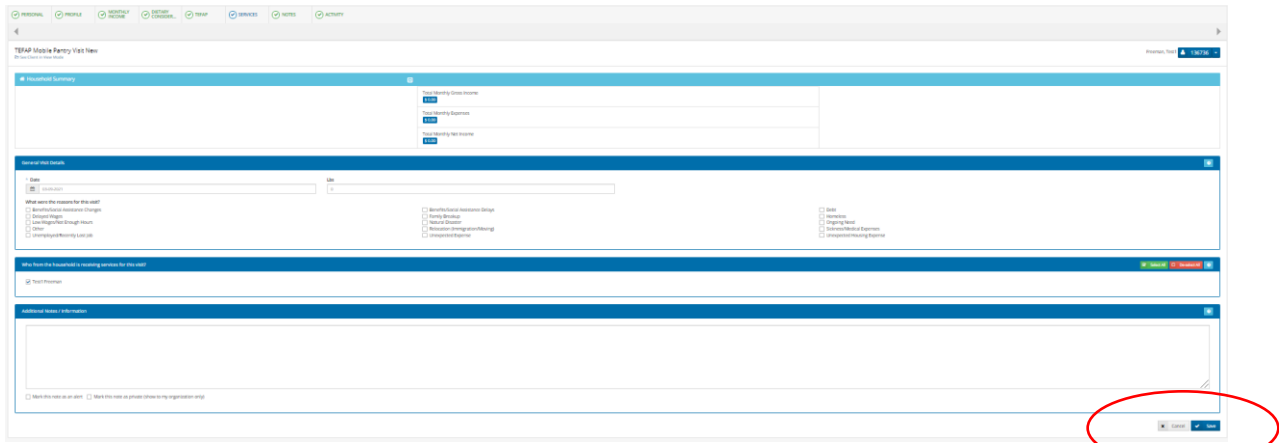 PERSONAL PROFILE MONTHLY INCOME DIETARY CONSIDER... TEFAP SERVICES NOTES ACTIVITY
TEFAP Mobile Pantry Visit New
Freeman, Test1 136736
Household Summary
Total Monthly Gross Income
$ 0.00
Total Monthly Expenses
$ 0.00
Total Monthly Net Income
$ 0.00
General Visit Details
* Date
What were the reasons for this visit?
Benefits/Social Assistance Changes Benefits/Social Assistance Delays Debt
Delayed Wages Family Breakup Homeless
Low Wages/Not Enough Hours Natural Disaster Ongoing Need
Other Relocation (Immigration/Moving) Sickness/Medical Expenses
Unemployed/Recently Lost Job Unexpected Expense Unexpected Housing Expense
Who from the household is receiving services for this visit? Select All Deselect All
Test1 Freeman
Additional Notes / Information
Mark this note as an alert Mark this note as private (show to my organization only)
Cancel Save